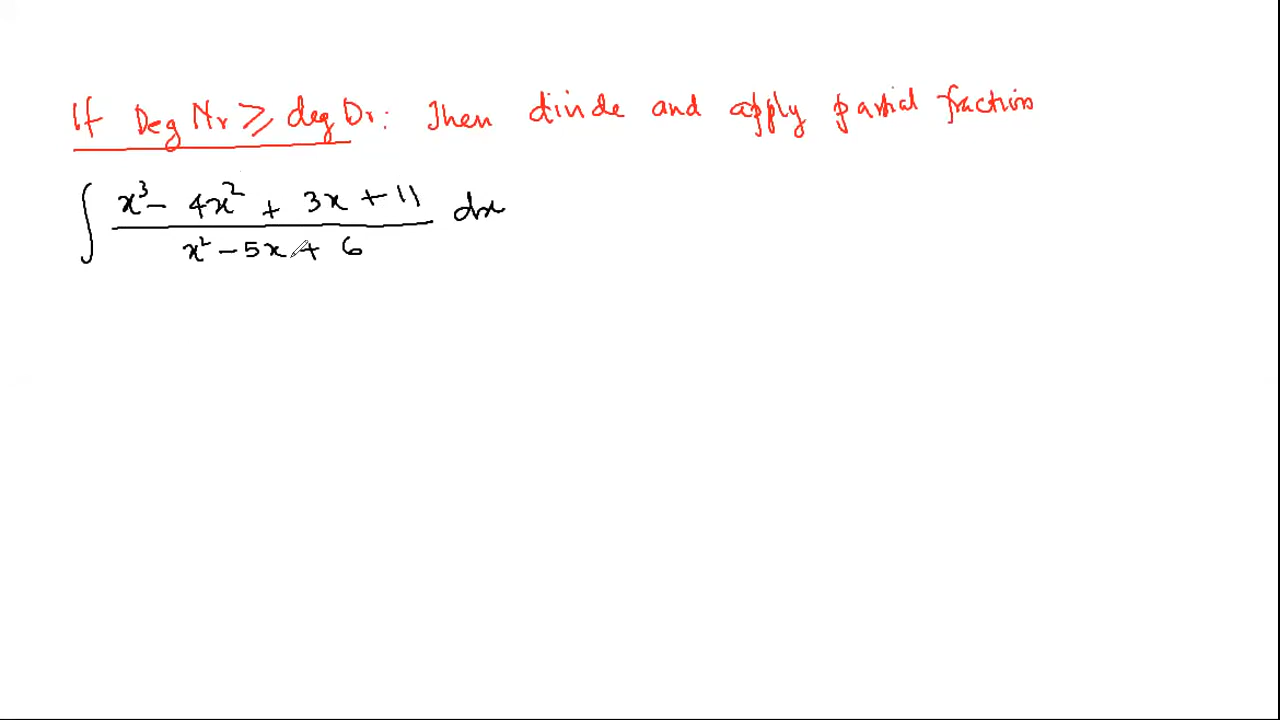 If Deg Nr ⩾ deg Dr: Then divide and apply partial fractions
∫ (x³ - 4x² + 3x + 11)/(x² - 5x + 6) dx